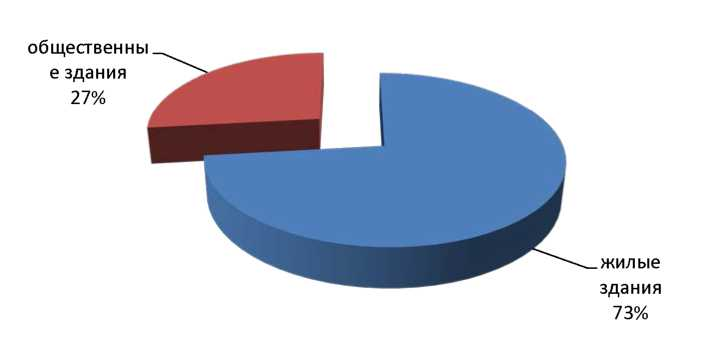 общественны
е здания
27%
жилые
здания
73%